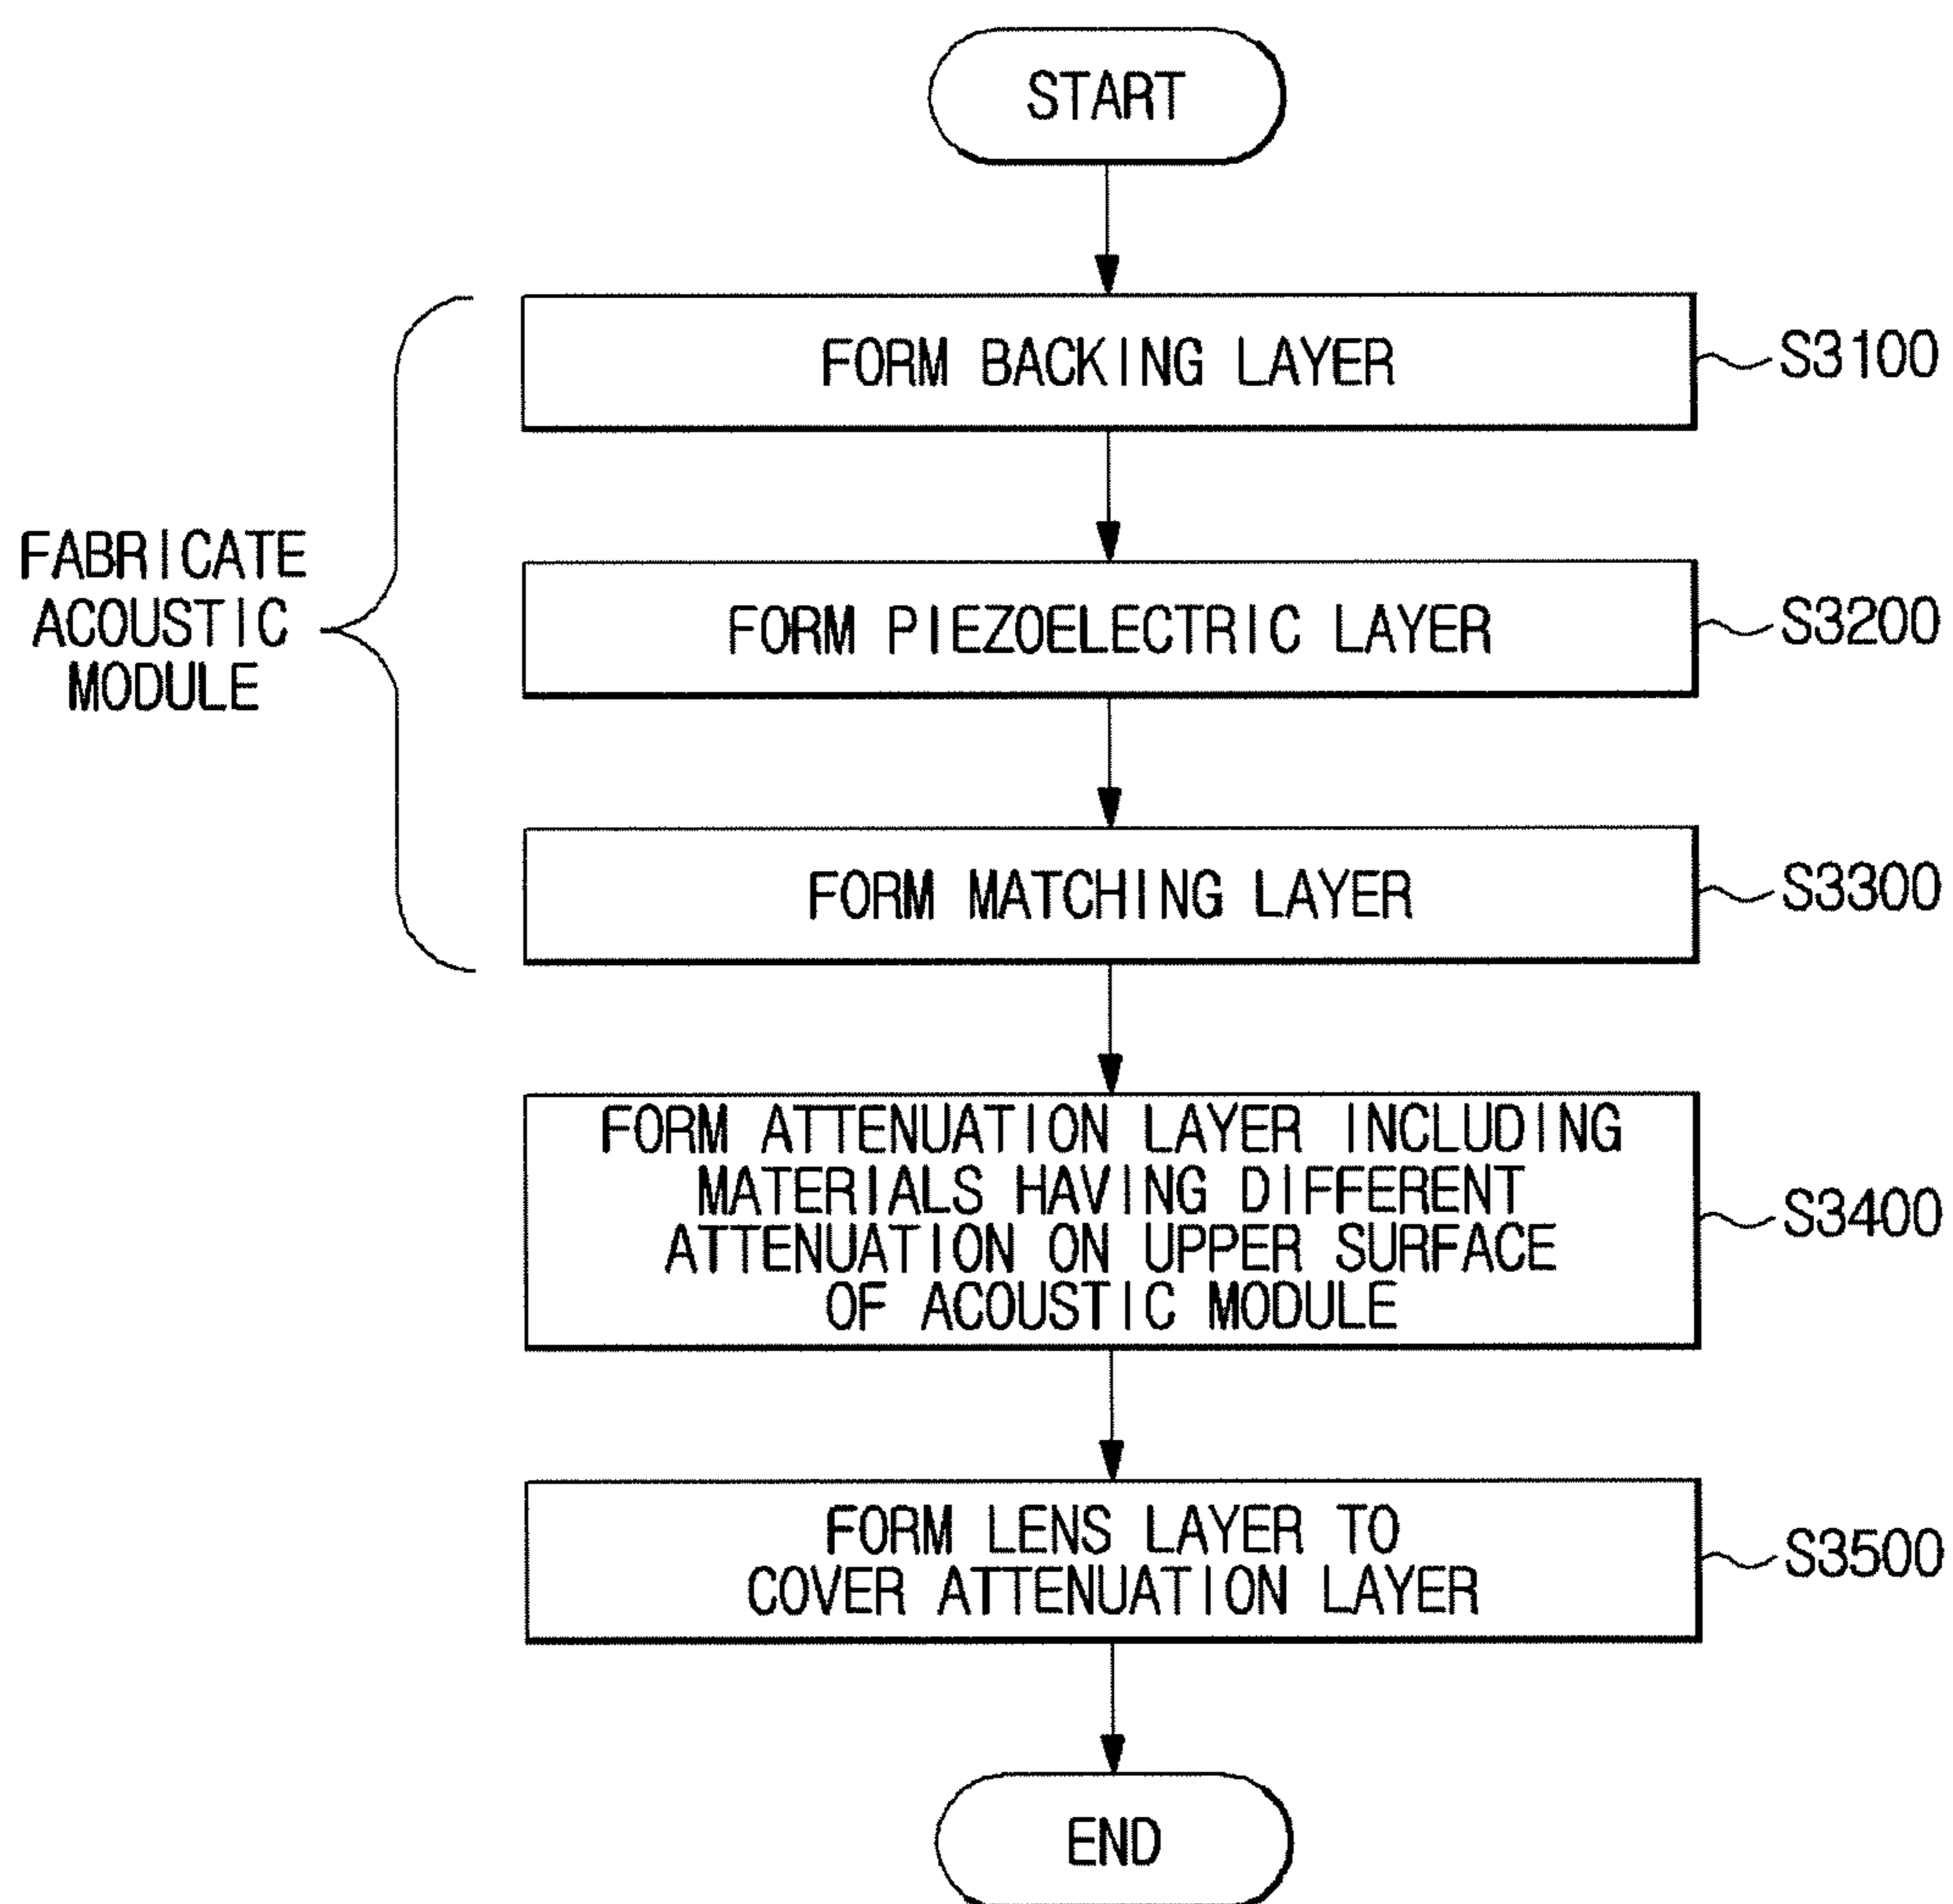 START
FORM BACKING LAYER
S3100
FABRICATE
ACOUSTIC
MODULE
FORM PIEZOELECTRIC LAYER
S3200
FORM MATCHING LAYER
S3300
FORM ATTENUATION LAYER INCLUDING
MATERIALS HAVING DIFFERENT
ATTENUATION ON UPPER SURFACE
OF ACOUSTIC MODULE
S3400
FORM LENS LAYER TO
COVER ATTENUATION LAYER
S3500
END